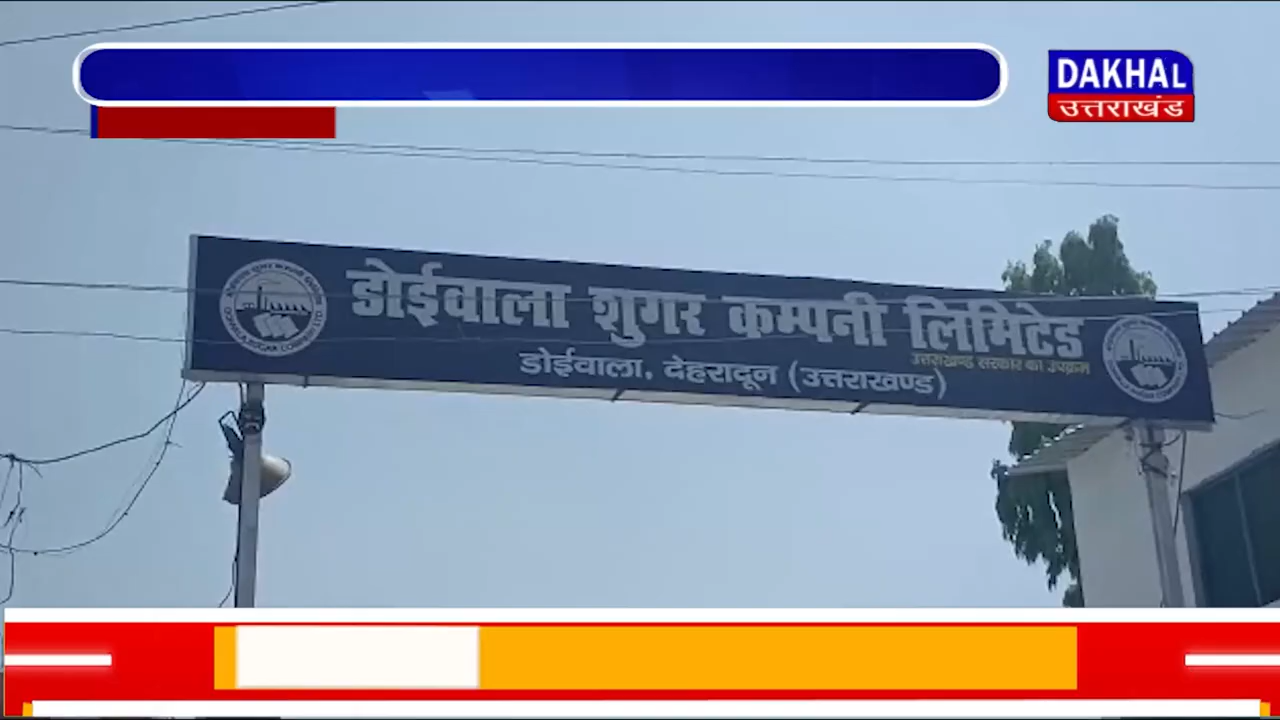 DAKHAL
उत्तराखंड
डोईवाला शुगर कम्पनी लिमिटेड
उत्तराखण्ड सरकार का उपक्रम
डोईवाला, देहरादून (उत्तराखण्ड)